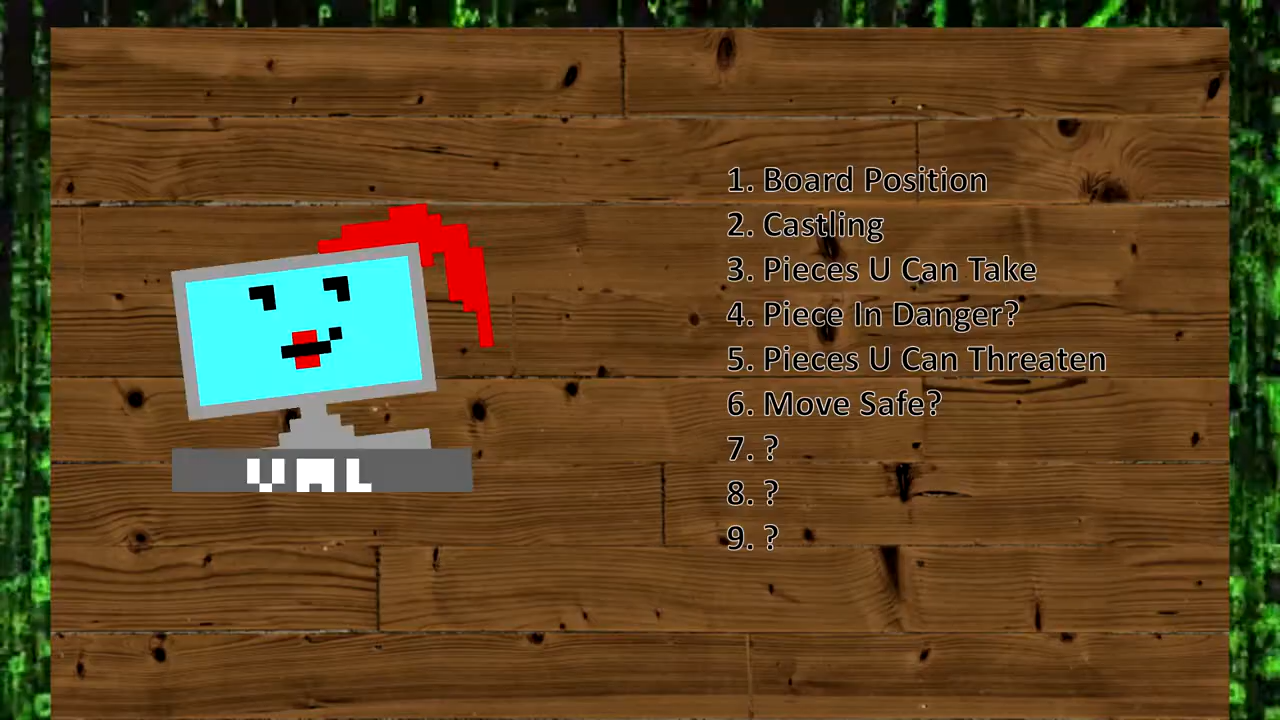 1. Board Position
2. Castling
3. Pieces U Can Take
4. Piece In Danger?
5. Pieces U Can Threaten
6. Move Safe?
7. ?
8. ?
9. ?
VAL